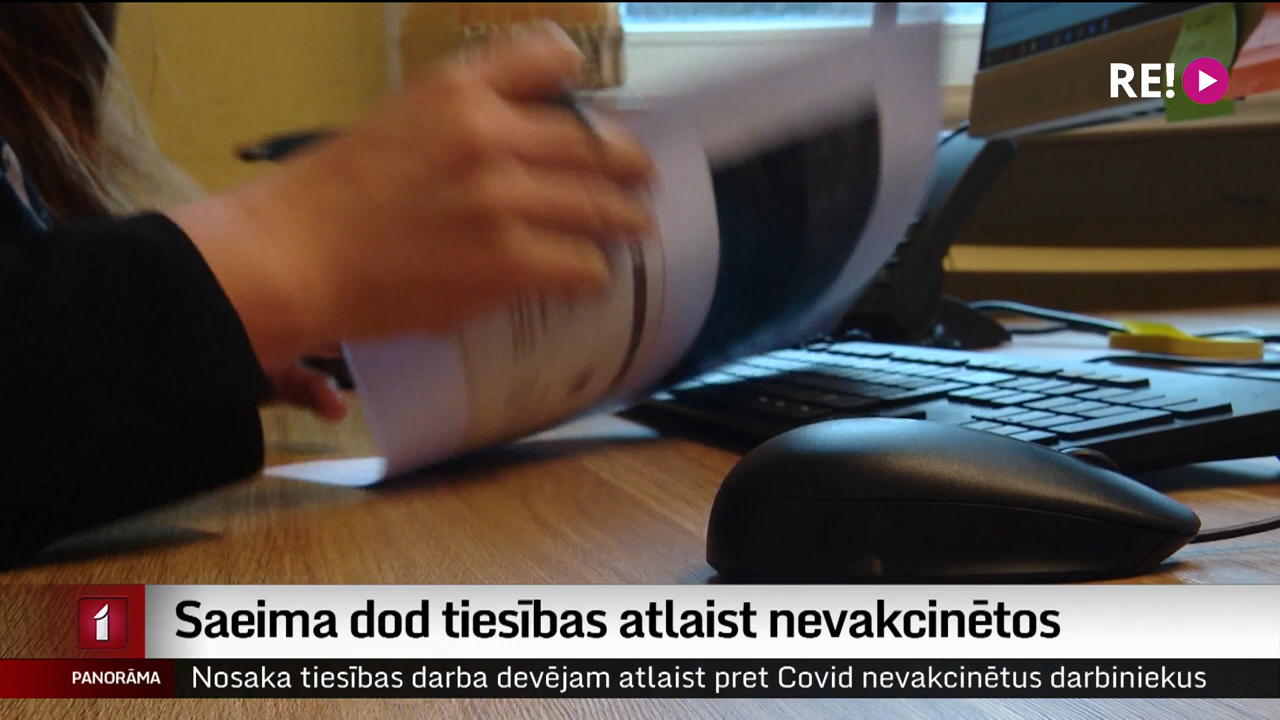 RE!
1
Saeima dod tiesības atlaist nevakcinētos
PANORĀMA
Nosaka tiesības darba devējam atlaist pret Covid nevakcinētus darbiniekus